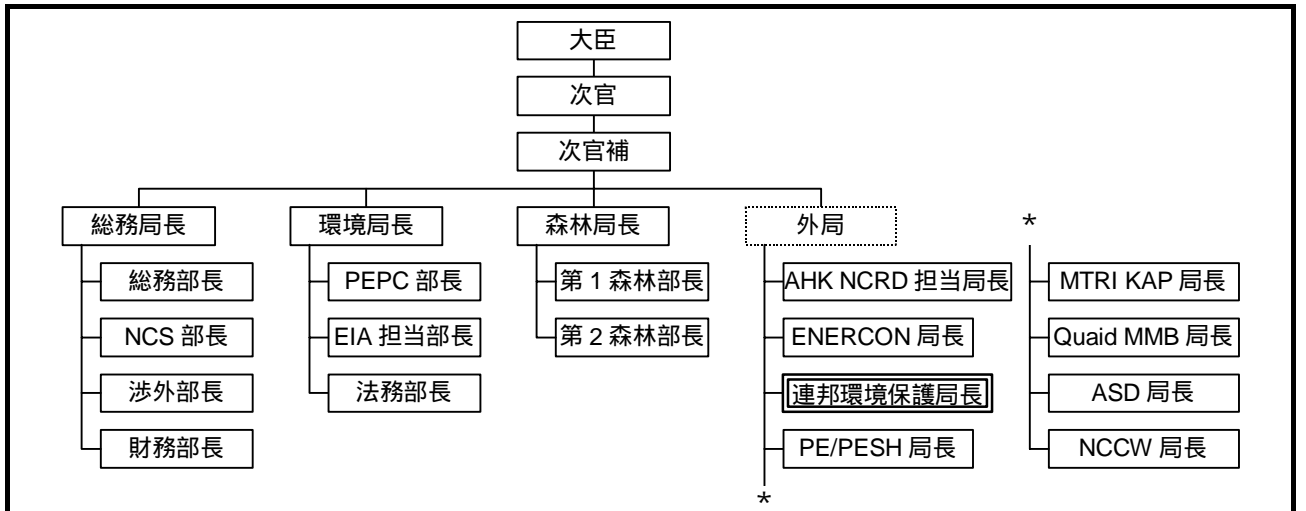 大臣
次官
次官補
総務局長
総務部長
NCS 部長
渉外部長
財務部長
環境局長
PEPC 部長
EIA 担当部長
法務部長
森林局長
第 1 森林部長
第 2 森林部長
外局
AHK NCRD 担当局長
ENERCON 局長
連邦環境保護局長
PE/PESH 局長
*
*
MTRI KAP 局長
Quaid MMB 局長
ASD 局長
NCCW 局長